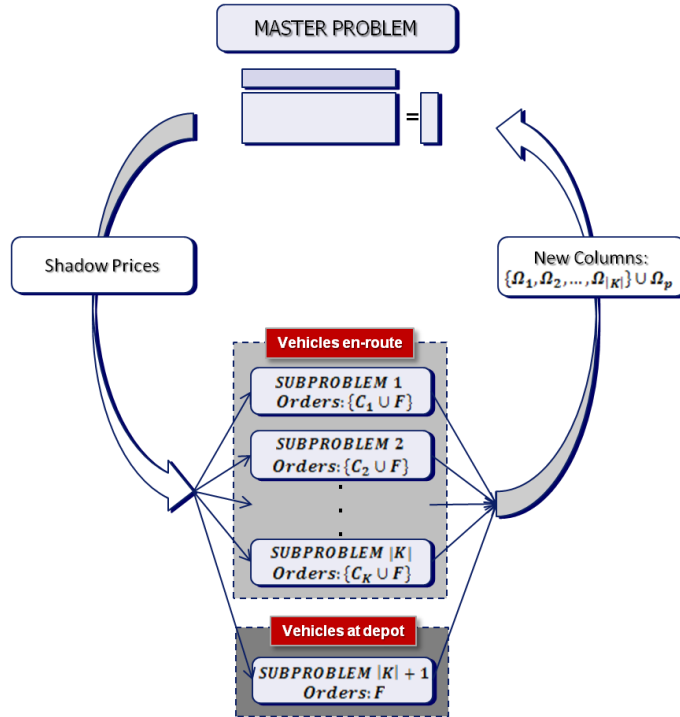 MASTER PROBLEM
=
Shadow Prices
New Columns:
{Ω₁,Ω₂,...,Ω|K|} ∪ Ωₚ
Vehicles en-route
SUBPROBLEM 1
Orders:{C₁ ∪ F}
SUBPROBLEM 2
Orders:{C₂ ∪ F}
.
.
.
SUBPROBLEM |K|
Orders:{C_K ∪ F}
Vehicles at depot
SUBPROBLEM |K| + 1
Orders:F